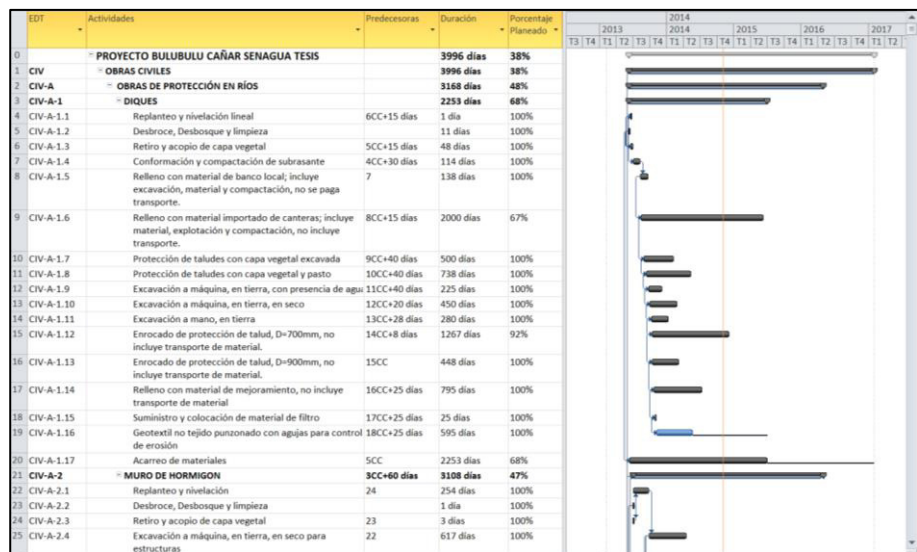 EDT Actividades Predecesoras Duración Porcentaje Planeado
2014
2013 2014 2015 2016 2017
T3 T4 T1 T2 T3 T4 T1 T2 T3 T4 T1 T2 T3 T4 T1 T2 T3 T4 T1 T2
0 PROYECTO BULUBULU CAÑAR SENAGUA TESIS 3996 días 38%
1 CIV OBRAS CIVILES 3996 días 38%
2 CIV-A OBRAS DE PROTECCIÓN EN RÍOS 3168 días 48%
3 CIV-A-1 DIQUES 2253 días 68%
4 CIV-A-1.1 Replanteo y nivelación lineal 6CC+15 días 1 día 100%
5 CIV-A-1.2 Desbroce, Desbosque y limpieza 11 días 100%
6 CIV-A-1.3 Retiro y acopio de capa vegetal 5CC+15 días 48 días 100%
7 CIV-A-1.4 Conformación y compactación de subrasante 4CC+30 días 114 días 100%
8 CIV-A-1.5 Relleno con material de banco local; incluye 7 138 días 100%
excavación, material y compactación, no se paga
transporte.
9 CIV-A-1.6 Relleno con material importado de canteras; incluye 8CC+15 días 2000 días 67%
material, explotación y compactación, no incluye
transporte.
10 CIV-A-1.7 Protección de taludes con capa vegetal excavada 9CC+40 días 500 días 100%
11 CIV-A-1.8 Protección de taludes con capa vegetal y pasto 10CC+40 días 738 días 100%
12 CIV-A-1.9 Excavación a máquina, en tierra, con presencia de agua 11CC+40 días 225 días 100%
13 CIV-A-1.10 Excavación a máquina, en tierra, en seco 12CC+20 días 450 días 100%
14 CIV-A-1.11 Excavación a mano, en tierra 13CC+28 días 280 días 100%
15 CIV-A-1.12 Enrocado de protección de talud, D=700mm, no 14CC+8 días 1267 días 92%
incluye transporte de material.
16 CIV-A-1.13 Enrocado de protección de talud, D=900mm, no 15CC 448 días 100%
incluye transporte de material.
17 CIV-A-1.14 Relleno con material de mejoramiento, no incluye 16CC+25 días 795 días 100%
transporte de material
18 CIV-A-1.15 Suministro y colocación de material de filtro 17CC+25 días 25 días 100%
19 CIV-A-1.16 Geotextil no tejido punzonado con agujas para control 18CC+25 días 595 días 100%
de erosión
20 CIV-A-1.17 Acarreo de materiales 5CC 2253 días 68%
21 CIV-A-2 MURO DE HORMIGON 3CC+60 días 3108 días 47%
22 CIV-A-2.1 Replanteo y nivelación 24 254 días 100%
23 CIV-A-2.2 Desbroce, Desbosque y limpieza 1 día 100%
24 CIV-A-2.3 Retiro y acopio de capa vegetal 23 3 días 100%
25 CIV-A-2.4 Excavación a máquina, en tierra, en seco para 22 617 días 100%
estructuras